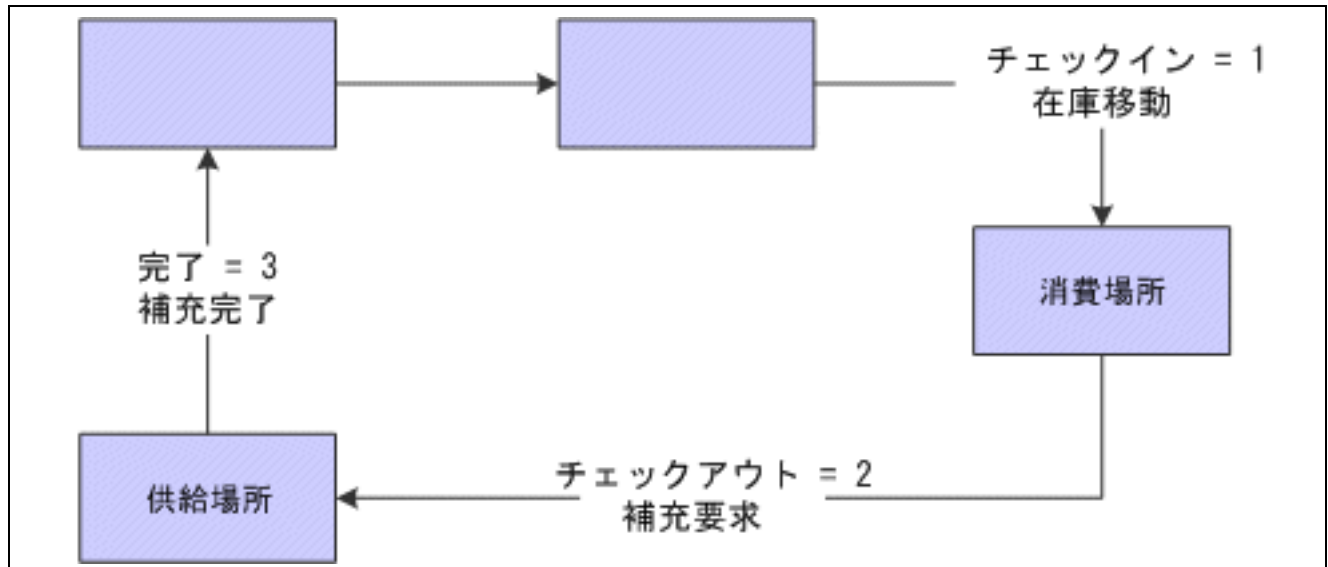 チェックイン = 1
在庫移動
完了 = 3
補充完了
消費場所
チェックアウト = 2
補充要求
供給場所